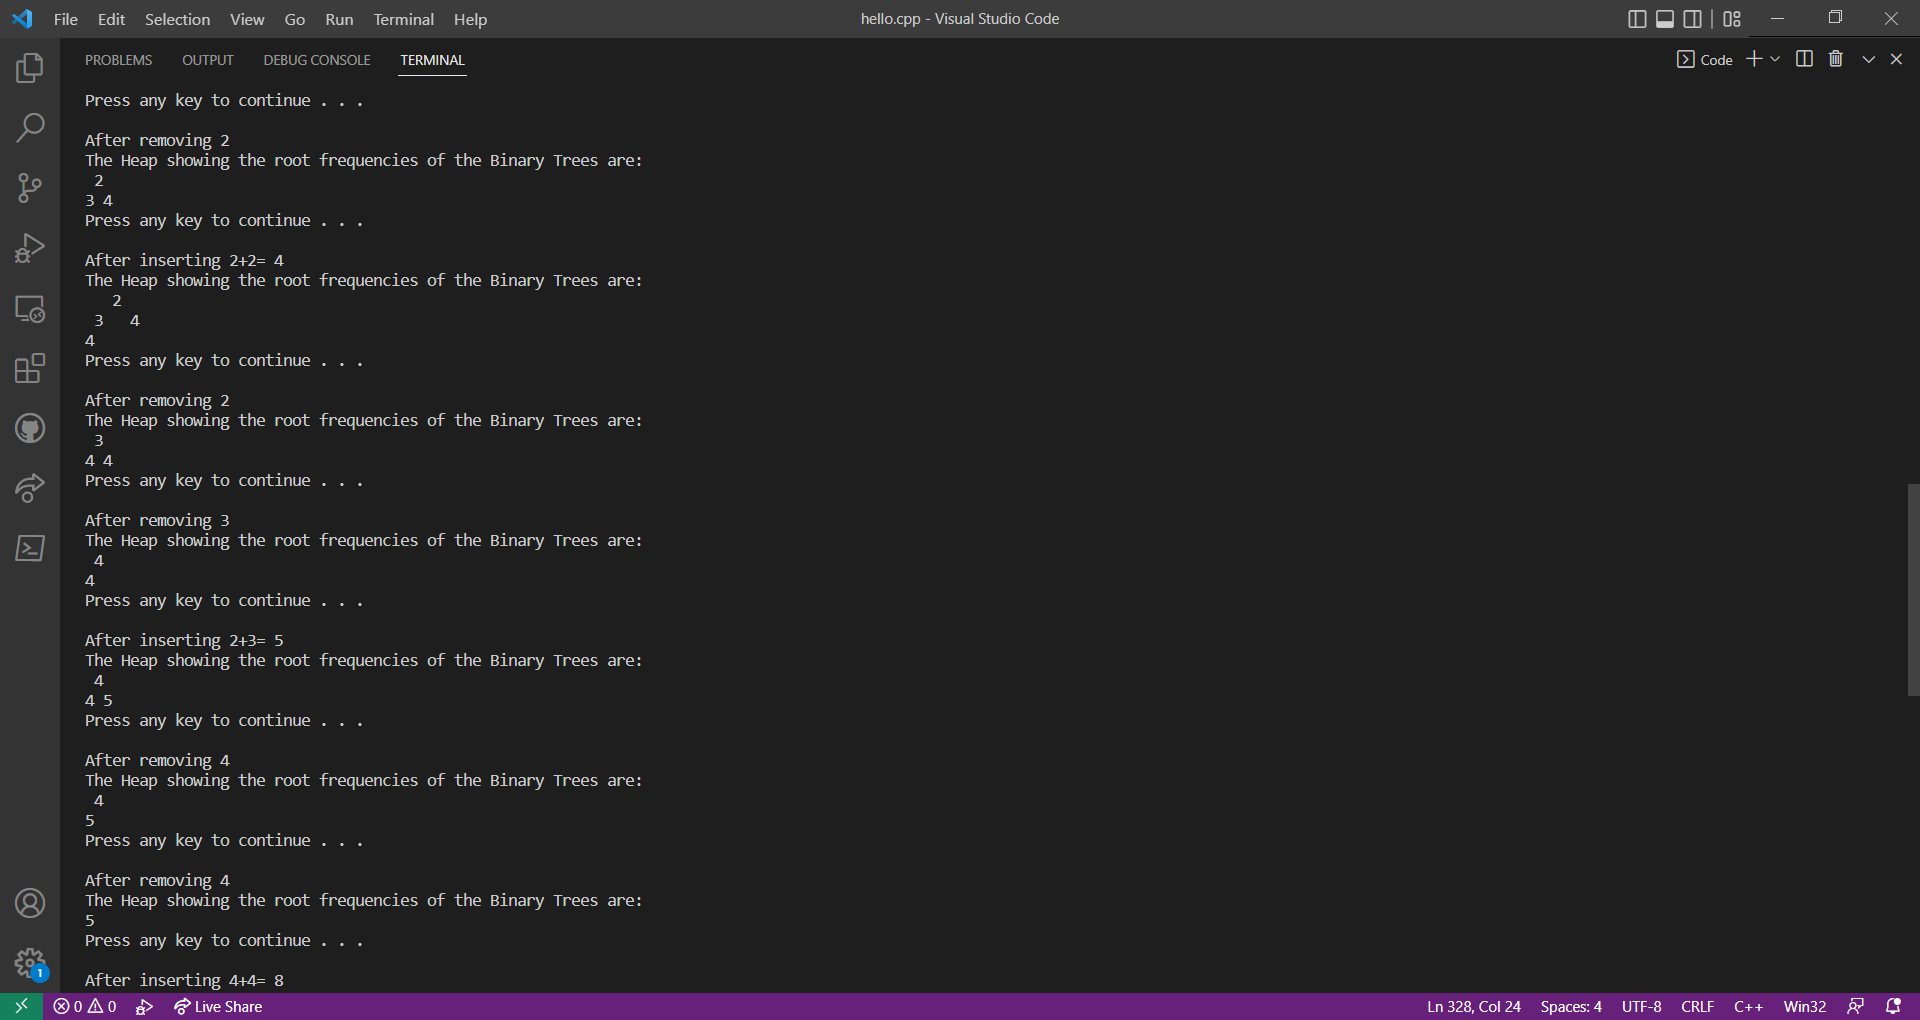 File Edit Selection View Go Run Terminal Help
hello.cpp - Visual Studio Code
PROBLEMS OUTPUT DEBUG CONSOLE TERMINAL
Code
Press any key to continue . . .
After removing 2
The Heap showing the root frequencies of the Binary Trees are:
2
3 4
Press any key to continue . . .
After inserting 2+2= 4
The Heap showing the root frequencies of the Binary Trees are:
2
3 4
4
Press any key to continue . . .
After removing 2
The Heap showing the root frequencies of the Binary Trees are:
3
4 4
Press any key to continue . . .
After removing 3
The Heap showing the root frequencies of the Binary Trees are:
4
4
Press any key to continue . . .
After inserting 2+3= 5
The Heap showing the root frequencies of the Binary Trees are:
4
4 5
Press any key to continue . . .
After removing 4
The Heap showing the root frequencies of the Binary Trees are:
4
5
Press any key to continue . . .
After removing 4
The Heap showing the root frequencies of the Binary Trees are:
5
Press any key to continue . . .
After inserting 4+4= 8
1
0 0 Live Share Ln 328, Col 24 Spaces: 4 UTF-8 CRLF C++ Win32